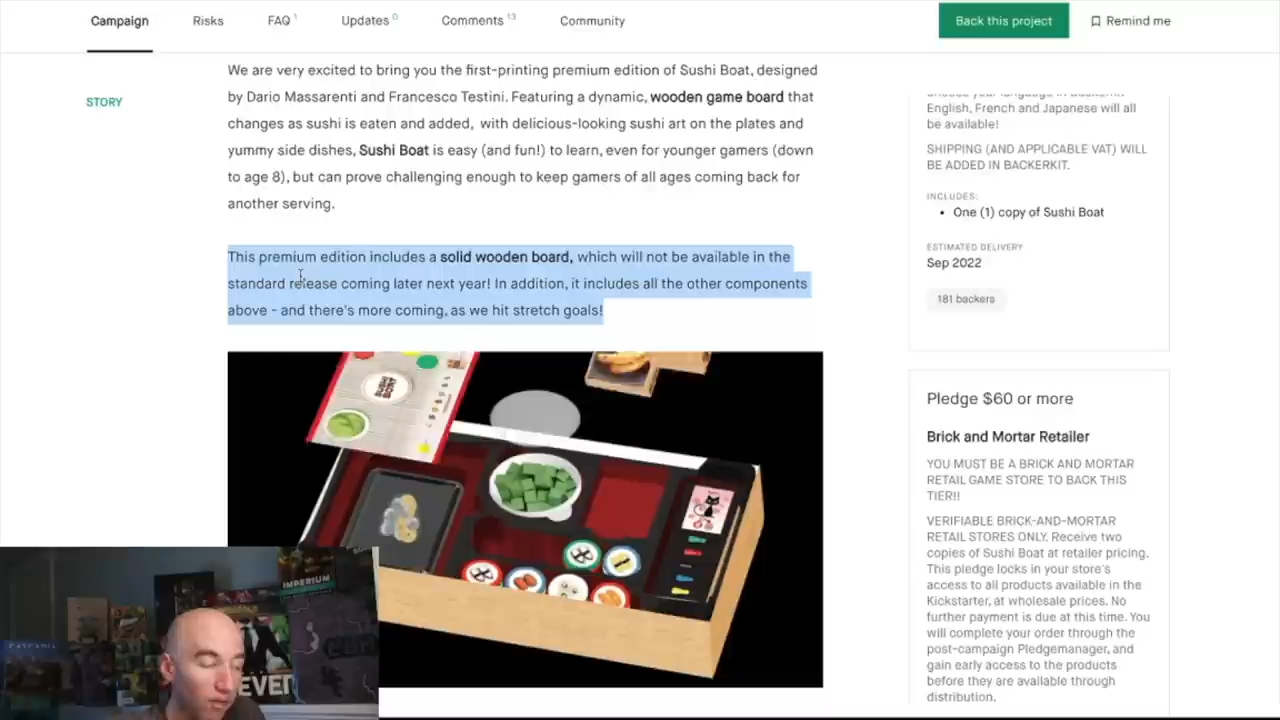 Campaign
Risks
FAQ 1
Updates 0
Comments 13
Community
Back this project
Remind me
STORY
We are very excited to bring you the first-printing premium edition of Sushi Boat, designed
by Dario Massarenti and Francesco Testini. Featuring a dynamic, wooden game board that
changes as sushi is eaten and added, with delicious-looking sushi art on the plates and
yummy side dishes, Sushi Boat is easy (and fun!) to learn, even for younger gamers (down
to age 8), but can prove challenging enough to keep gamers of all ages coming back for
another serving.
This premium edition includes a solid wooden board, which will not be available in the
standard release coming later next year! In addition, it includes all the other components
above - and there's more coming, as we hit stretch goals!
English, French and Japanese will all
be available!
SHIPPING (AND APPLICABLE VAT) WILL
BE ADDED IN BACKERKIT.
INCLUDES:
• One (1) copy of Sushi Boat
ESTIMATED DELIVERY
Sep 2022
181 backers
Pledge $60 or more
Brick and Mortar Retailer
YOU MUST BE A BRICK AND MORTAR
RETAIL GAME STORE TO BACK THIS
TIER!!
VERIFIABLE BRICK-AND-MORTAR
RETAIL STORES ONLY. Receive two
copies of Sushi Boat at retailer pricing.
This pledge locks in your store's
access to all products available in the
Kickstarter, at wholesale prices. No
further payment is due at this time. You
will complete your order through the
post-campaign Pledgemanager, and
gain early access to the products
before they are available through
distribution.
IMPERIUM
CASCADIA
EVEN